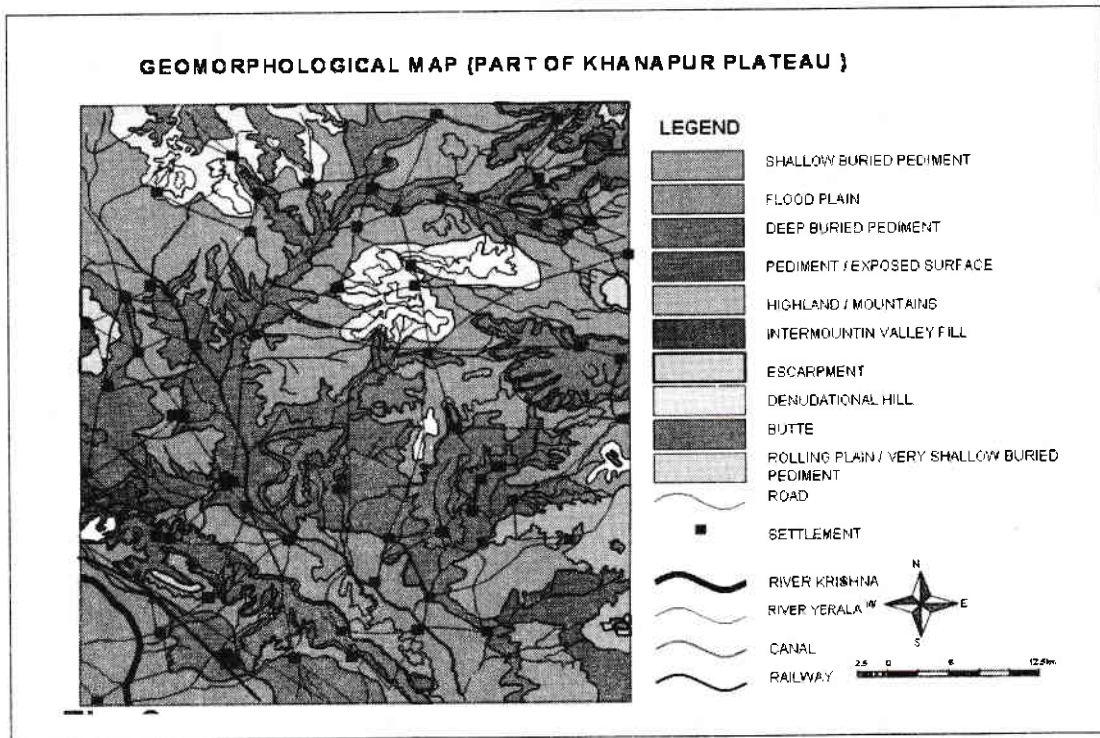 GEOMORPHOLOGICAL MAP (PART OF KHANAPUR PLATEAU )
LEGEND
SHALLOW BURIED PEDIMENT
FLOOD PLAIN
DEEP BURIED PEDIMENT
PEDIMENT / EXPOSED SURFACE
HIGHLAND / MOUNTAINS
INTERMOUNTIN VALLEY FILL
ESCARPMENT
DENUDATIONAL HILL
BUTTE
ROLLING PLAIN / VERY SHALLOW BURIED
PEDIMENT
ROAD
SETTLEMENT
RIVER KRISHNA
RIVER YERALA
CANAL
RAILWAY
N
W E
S
2.5 0 6 12.5km.